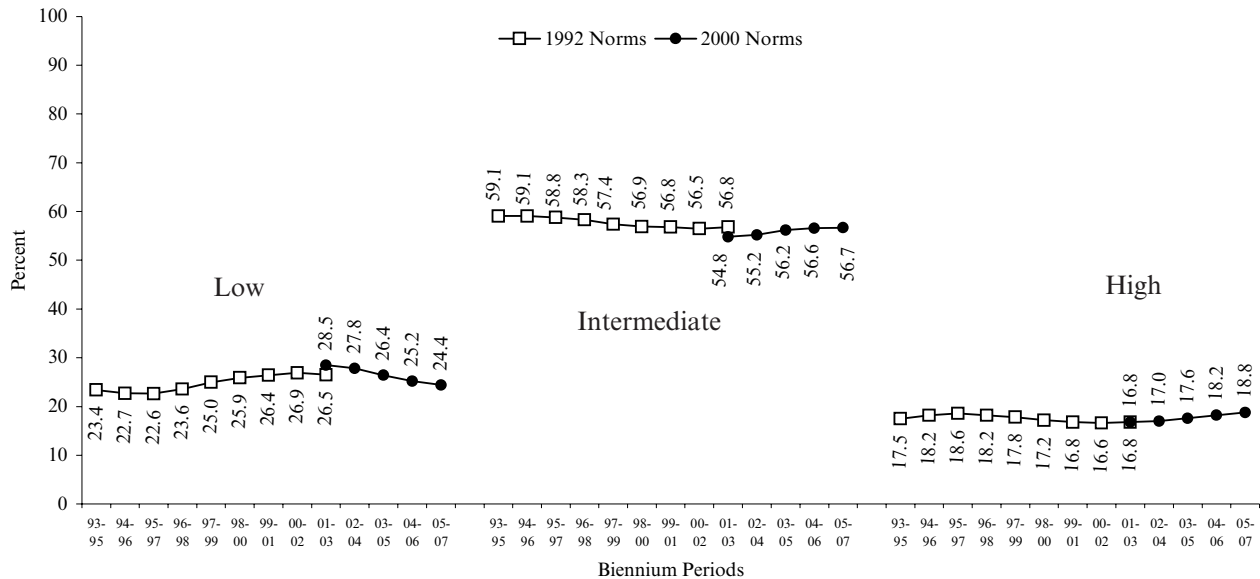 100
90
80
70
60
50
40
30
20
10
0
Percent
1992 Norms 2000 Norms
Low
23.4 22.7 22.6 23.6 25.0 25.9 26.4 26.9 26.5
28.5 27.8 26.4 25.2 24.4
Intermediate
59.1 59.1 58.8 58.3 57.4 56.9 56.8 56.5 56.8
54.8 55.2 56.2 56.6 56.7
High
17.5 18.2 18.6 18.2 17.8 17.2 16.8 16.6 16.8
16.8 17.0 17.6 18.2 18.8
93- 94- 95- 96- 97- 98- 99- 00- 01- 02- 03- 04- 05-
95 96 97 98 99 00 01 02 03 04 05 06 07
93- 94- 95- 96- 97- 98- 99- 00- 01- 02- 03- 04- 05-
95 96 97 98 99 00 01 02 03 04 05 06 07
93- 94- 95- 96- 97- 98- 99- 00- 01- 02- 03- 04- 05-
95 96 97 98 99 00 01 02 03 04 05 06 07
Biennium Periods